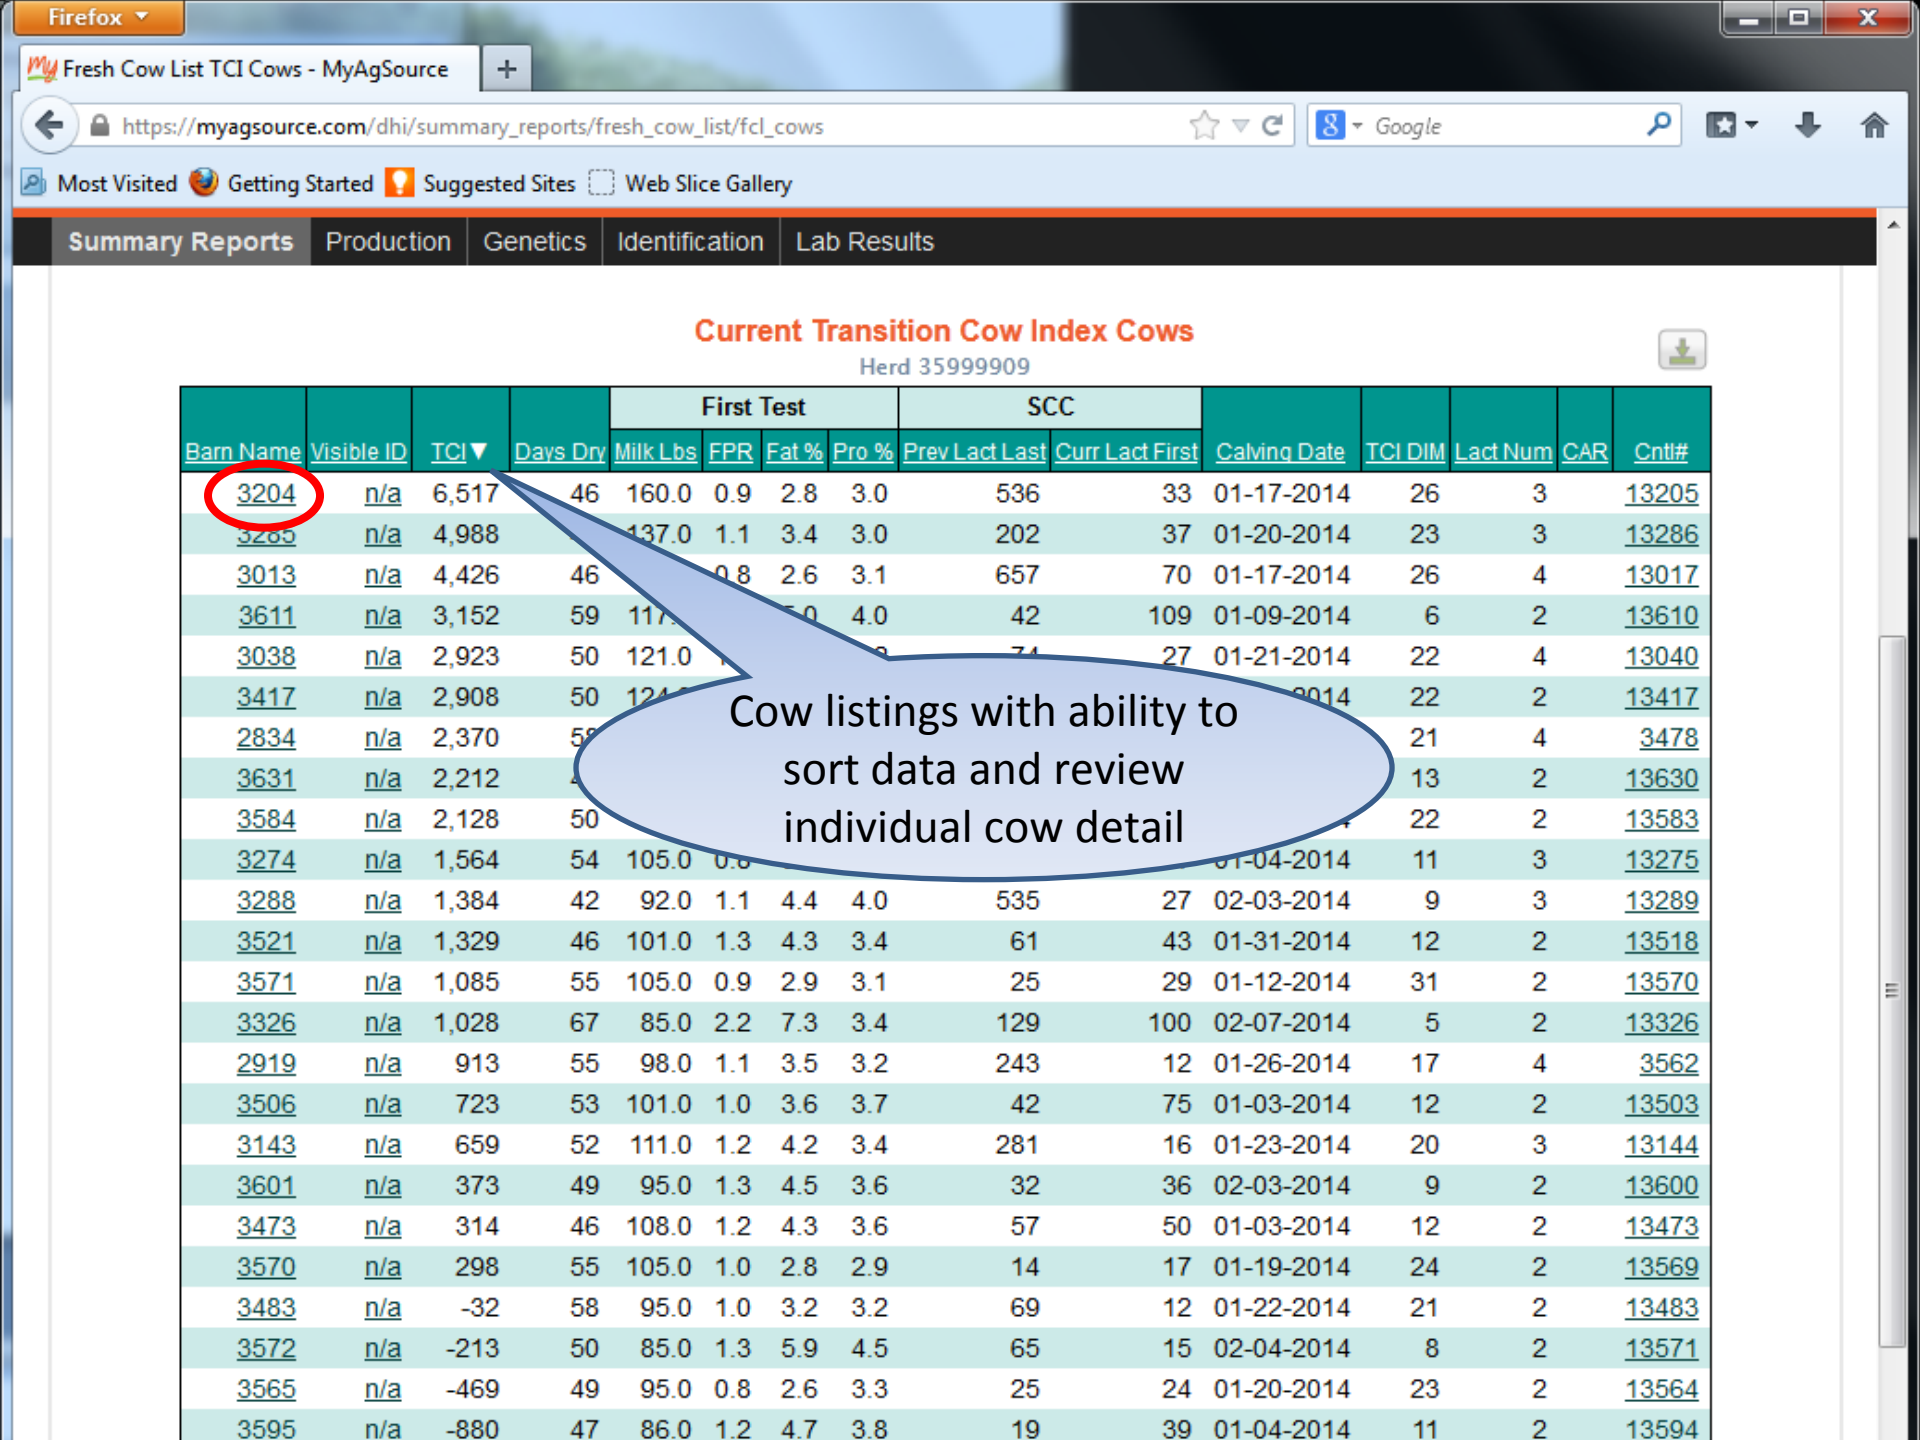 Firefox
My Fresh Cow List TCI Cows - MyAgSource +
https://myagsource.com/dhi/summary_reports/fresh_cow_list/fcl_cows 8 Google
Most Visited Getting Started Suggested Sites Web Slice Gallery
Summary Reports Production Genetics Identification Lab Results
Current Transition Cow Index Cows
Herd 35999909
First Test SCC
Barn Name Visible ID TCI▼ Days Dry Milk Lbs FPR Fat % Pro % Prev Lact Last Curr Lact First Calving Date TCI DIM Lact Num CAR Cntl#
3204 n/a 6,517 46 160.0 0.9 2.8 3.0 536 33 01-17-2014 26 3 13205
3285 n/a 4,988 137.0 1.1 3.4 3.0 202 37 01-20-2014 23 3 13286
3013 n/a 4,426 46 0.8 2.6 3.1 657 70 01-17-2014 26 4 13017
3611 n/a 3,152 59 117. 4.0 42 109 01-09-2014 6 2 13610
3038 n/a 2,923 50 121.0 74 27 01-21-2014 22 4 13040
3417 n/a 2,908 50 2014 22 2 13417
2834 n/a 2,370 21 4 3478
3631 n/a 2,212 13 2 13630
3584 n/a 2,128 50 22 2 13583
3274 n/a 1,564 54 105.0 0.8 01-04-2014 11 3 13275
Cow listings with ability to
sort data and review
individual cow detail
3288 n/a 1,384 42 92.0 1.1 4.4 4.0 535 27 02-03-2014 9 3 13289
3521 n/a 1,329 46 101.0 1.3 4.3 3.4 61 43 01-31-2014 12 2 13518
3571 n/a 1,085 55 105.0 0.9 2.9 3.1 25 29 01-12-2014 31 2 13570
3326 n/a 1,028 67 85.0 2.2 7.3 3.4 129 100 02-07-2014 5 2 13326
2919 n/a 913 55 98.0 1.1 3.5 3.2 243 12 01-26-2014 17 4 3562
3506 n/a 723 53 101.0 1.0 3.6 3.7 42 75 01-03-2014 12 2 13503
3143 n/a 659 52 111.0 1.2 4.2 3.4 281 16 01-23-2014 20 3 13144
3601 n/a 373 49 95.0 1.3 4.5 3.6 32 36 02-03-2014 9 2 13600
3473 n/a 314 46 108.0 1.2 4.3 3.6 57 50 01-03-2014 12 2 13473
3570 n/a 298 55 105.0 1.0 2.8 2.9 14 17 01-19-2014 24 2 13569
3483 n/a -32 58 95.0 1.0 3.2 3.2 69 12 01-22-2014 21 2 13483
3572 n/a -213 50 85.0 1.3 5.9 4.5 65 15 02-04-2014 8 2 13571
3565 n/a -469 49 95.0 0.8 2.6 3.3 25 24 01-20-2014 23 2 13564
3595 n/a -880 47 86.0 1.2 4.7 3.8 19 39 01-04-2014 11 2 13594